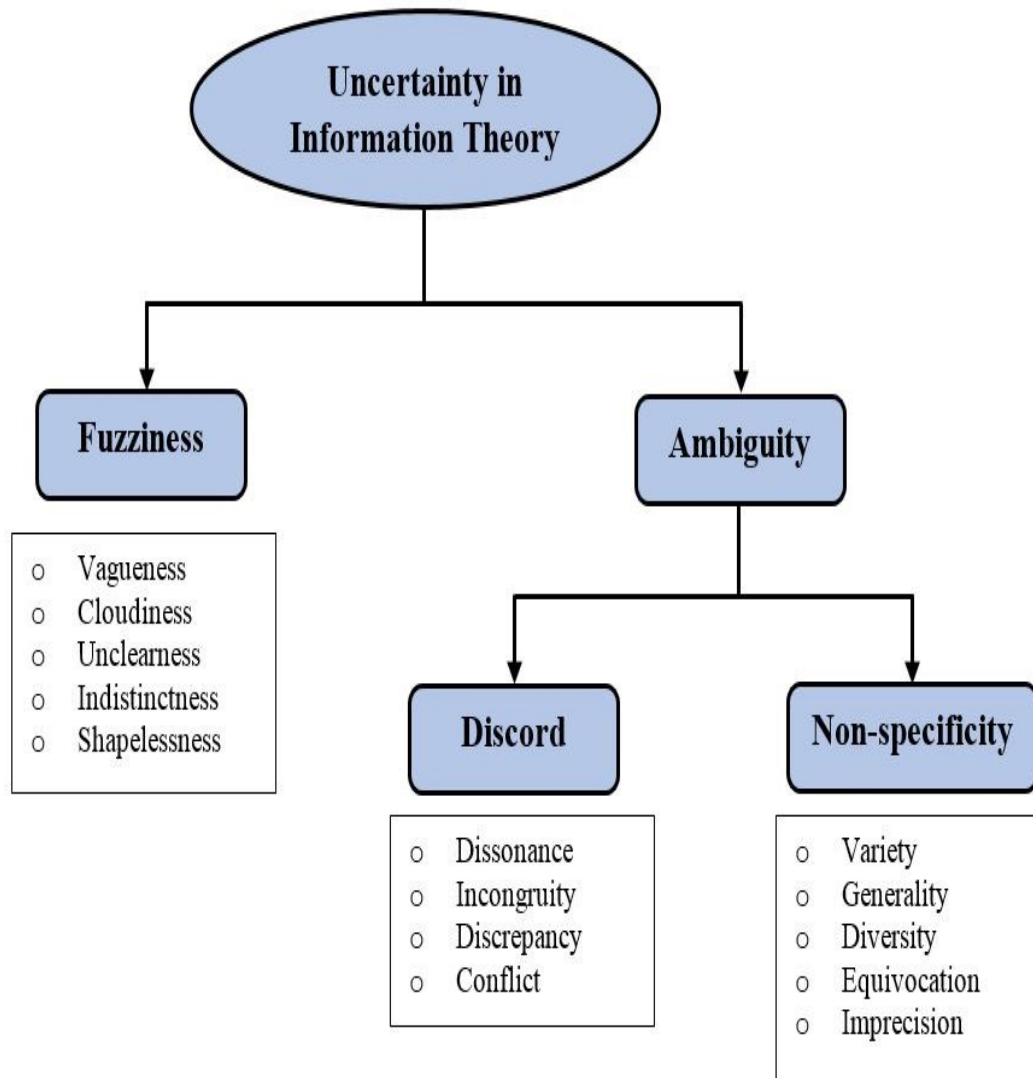 Uncertainty in
Information Theory
Fuzziness
Ambiguity
o Vagueness
o Cloudiness
o Unclearness
o Indistinctness
o Shapelessness
Discord
Non-specificity
o Dissonance
o Incongruity
o Discrepancy
o Conflict
o Variety
o Generality
o Diversity
o Equivocation
o Imprecision